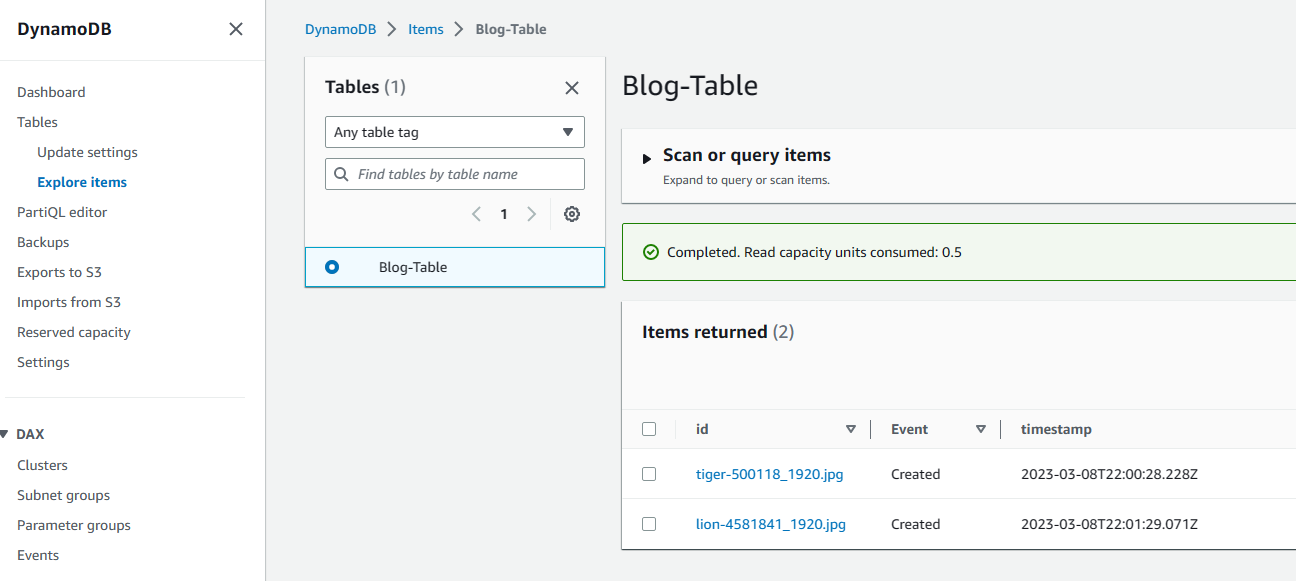 DynamoDB
Dashboard
Tables
Update settings
Explore items
PartiQL editor
Backups
Exports to S3
Imports from S3
Reserved capacity
Settings
DAX
Clusters
Subnet groups
Parameter groups
Events
DynamoDB Items Blog-Table
Tables (1)
Any table tag
Find tables by table name
1
Blog-Table
Blog-Table
Scan or query items
Expand to query or scan items.
Completed. Read capacity units consumed: 0.5
Items returned (2)
id Event timestamp
tiger-500118_1920.jpg Created 2023-03-08T22:00:28.228Z
lion-4581841_1920.jpg Created 2023-03-08T22:01:29.071Z